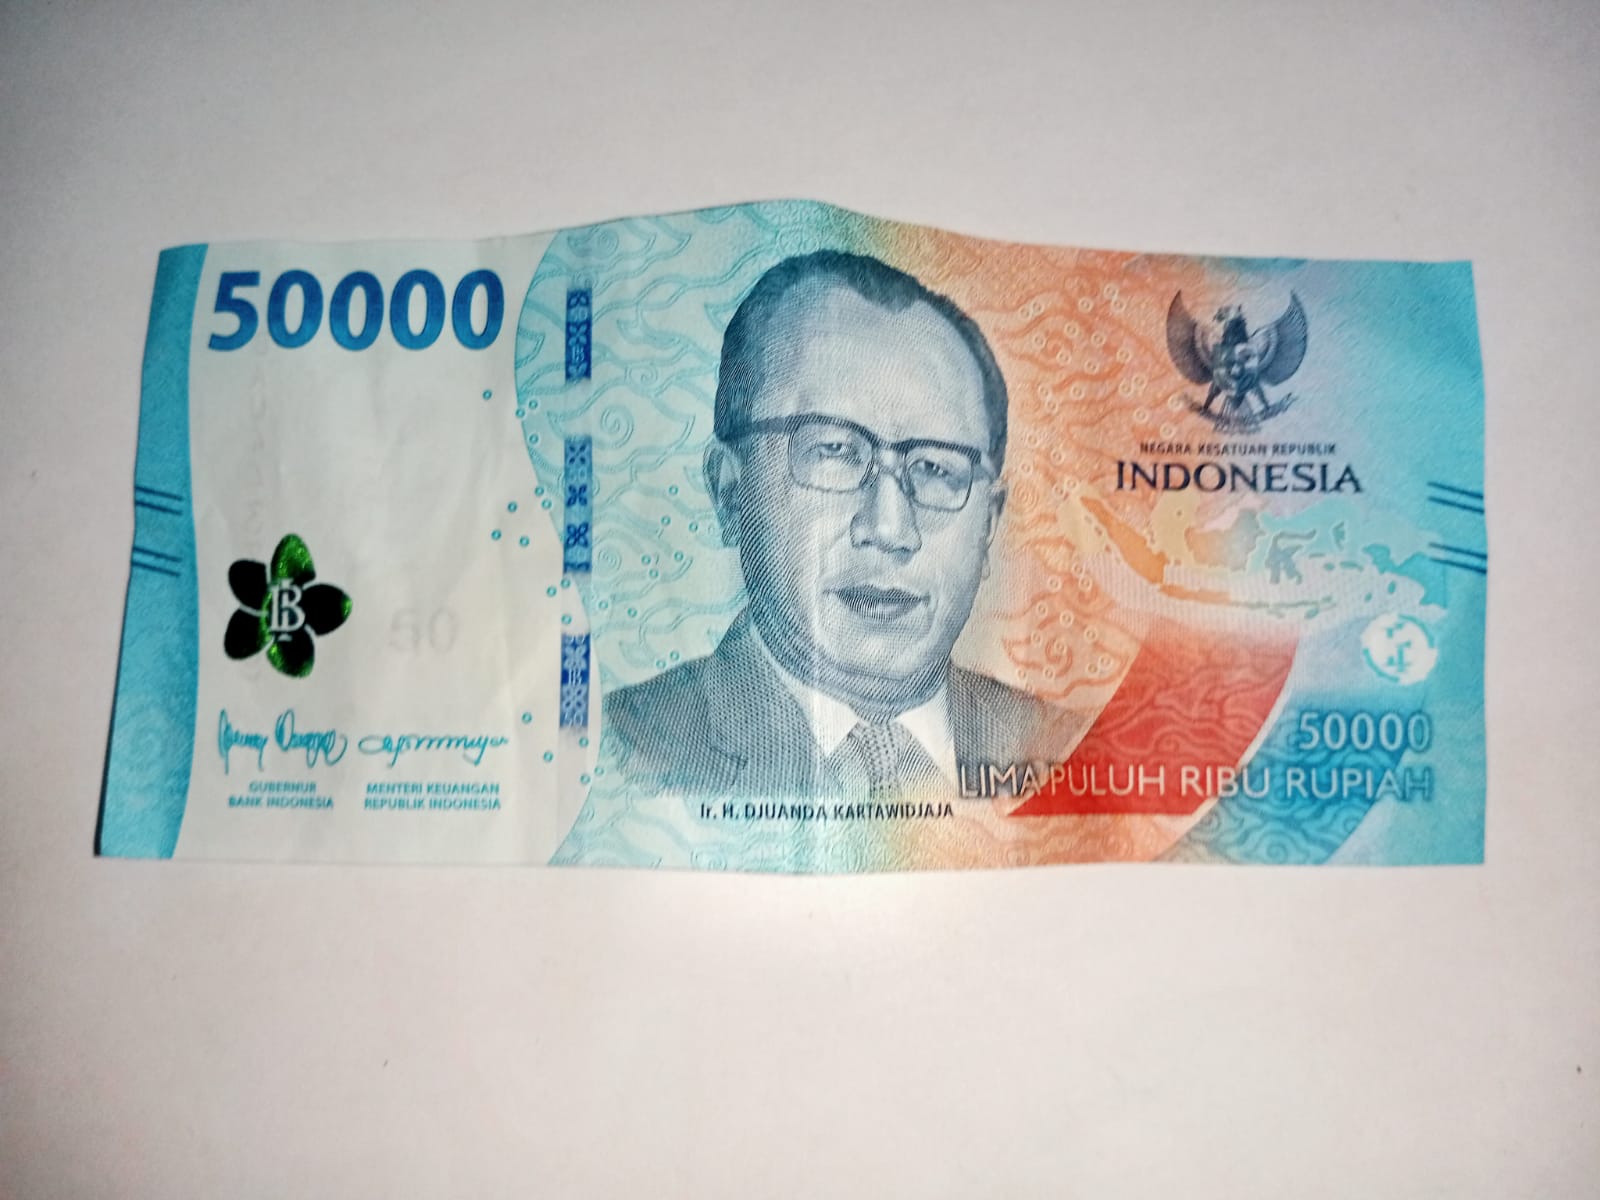 50000
NEGARA KESATUAN REPUBLIK
INDONESIA
B
50
GUBERNUR
BANK INDONESIA
MENTERI KEUANGAN
REPUBLIK INDONESIA
Ir. H. DJUANDA KARTAWIDJAJA
50000
LIMA PULUH RIBU RUPIAH